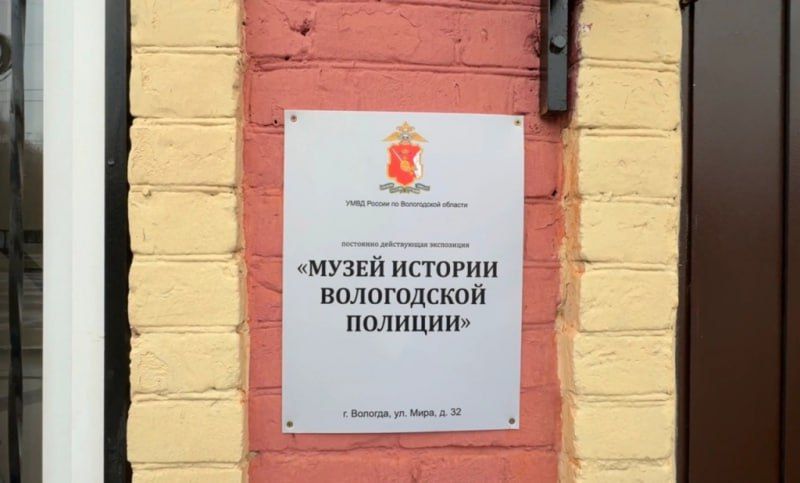 УМВД России по Вологодской области
постоянно действующая экспозиция
«МУЗЕЙ ИСТОРИИ
ВОЛОГОДСКОЙ
ПОЛИЦИИ»
г. Вологда, ул. Мира, д. 32